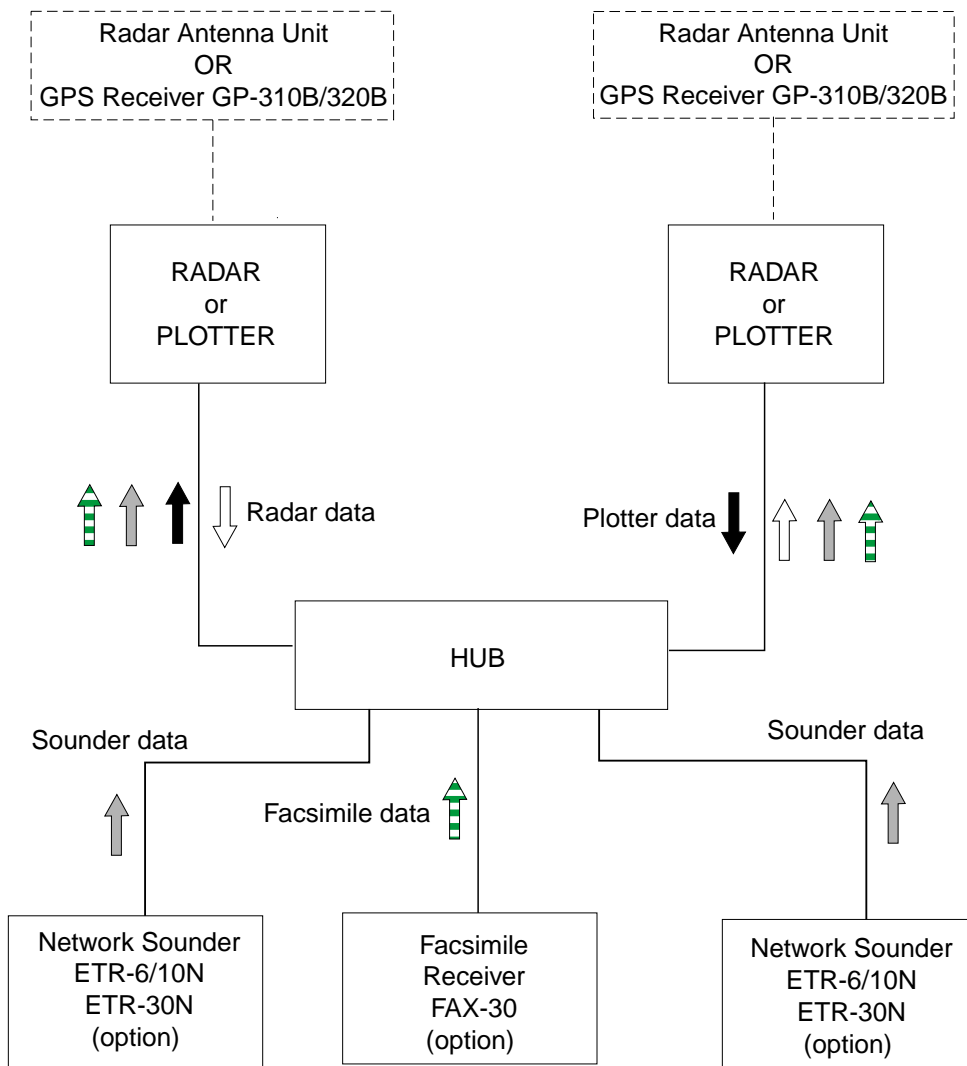 Radar Antenna Unit
OR
GPS Receiver GP-310B/320B
Radar Antenna Unit
OR
GPS Receiver GP-310B/320B
RADAR
or
PLOTTER
RADAR
or
PLOTTER
Radar data
Plotter data
HUB
Sounder data
Sounder data
Facsimile data
Network Sounder
ETR-6/10N
ETR-30N
(option)
Facsimile
Receiver
FAX-30
(option)
Network Sounder
ETR-6/10N
ETR-30N
(option)